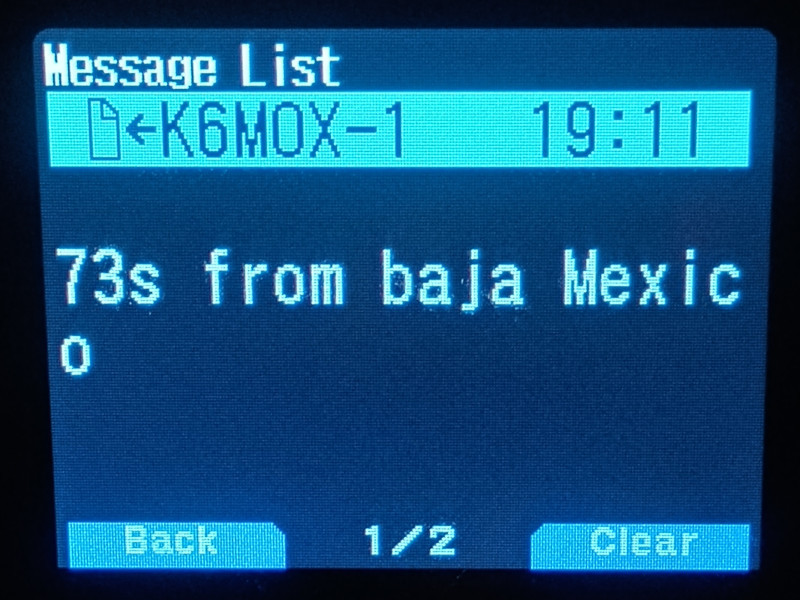 Message List
←K6MOX-1 19:11
73s from baja Mexic
o
Back 1/2 Clear